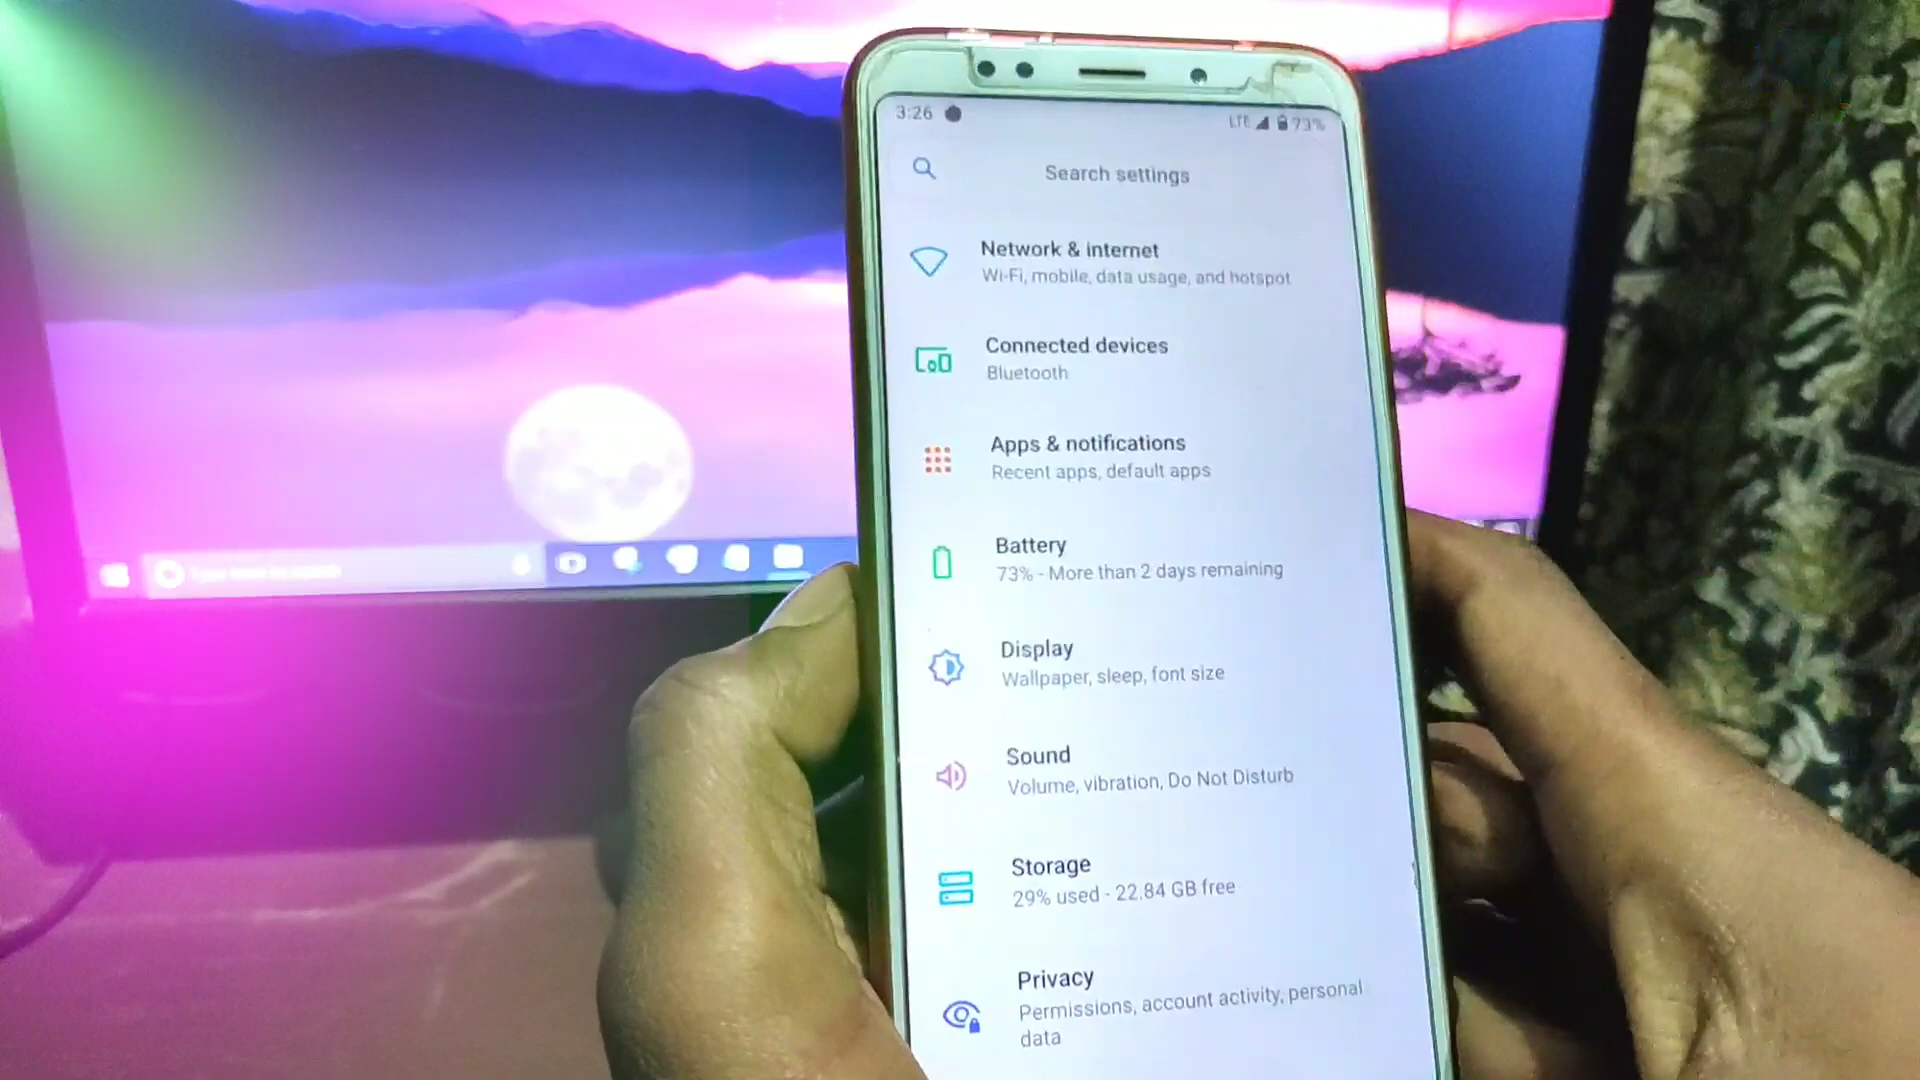 3:26
LTE 73%
Search settings
Network & internet
Wi-Fi, mobile, data usage, and hotspot
Connected devices
Bluetooth
Apps & notifications
Recent apps, default apps
Battery
73% - More than 2 days remaining
Display
Wallpaper, sleep, font size
Sound
Volume, vibration, Do Not Disturb
Storage
29% used - 22.84 GB free
Privacy
Permissions, account activity, personal
data